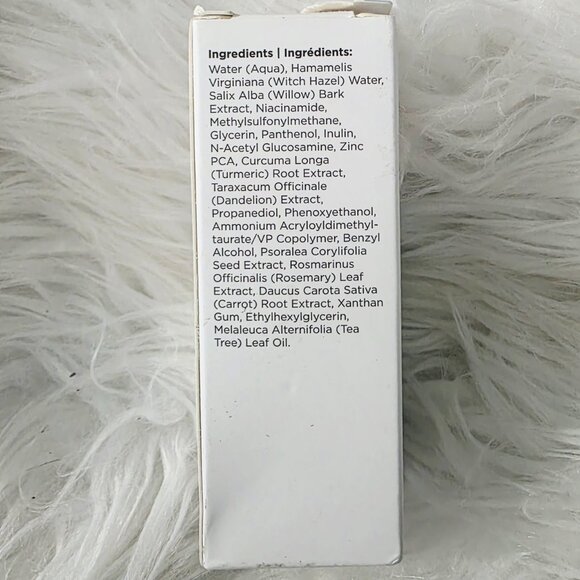 Ingredients | Ingrédients:
Water (Aqua), Hamamelis
Virginiana (Witch Hazel) Water,
Salix Alba (Willow) Bark
Extract, Niacinamide,
Methylsulfonylmethane,
Glycerin, Panthenol, Inulin,
N-Acetyl Glucosamine, Zinc
PCA, Curcuma Longa
(Turmeric) Root Extract,
Taraxacum Officinale
(Dandelion) Extract,
Propanediol, Phenoxyethanol,
Ammonium Acryloyldimethyl-
taurate/VP Copolymer, Benzyl
Alcohol, Psoralea Corylifolia
Seed Extract, Rosmarinus
Officinalis (Rosemary) Leaf
Extract, Daucus Carota Sativa
(Carrot) Root Extract, Xanthan
Gum, Ethylhexylglycerin,
Melaleuca Alternifolia (Tea
Tree) Leaf Oil.